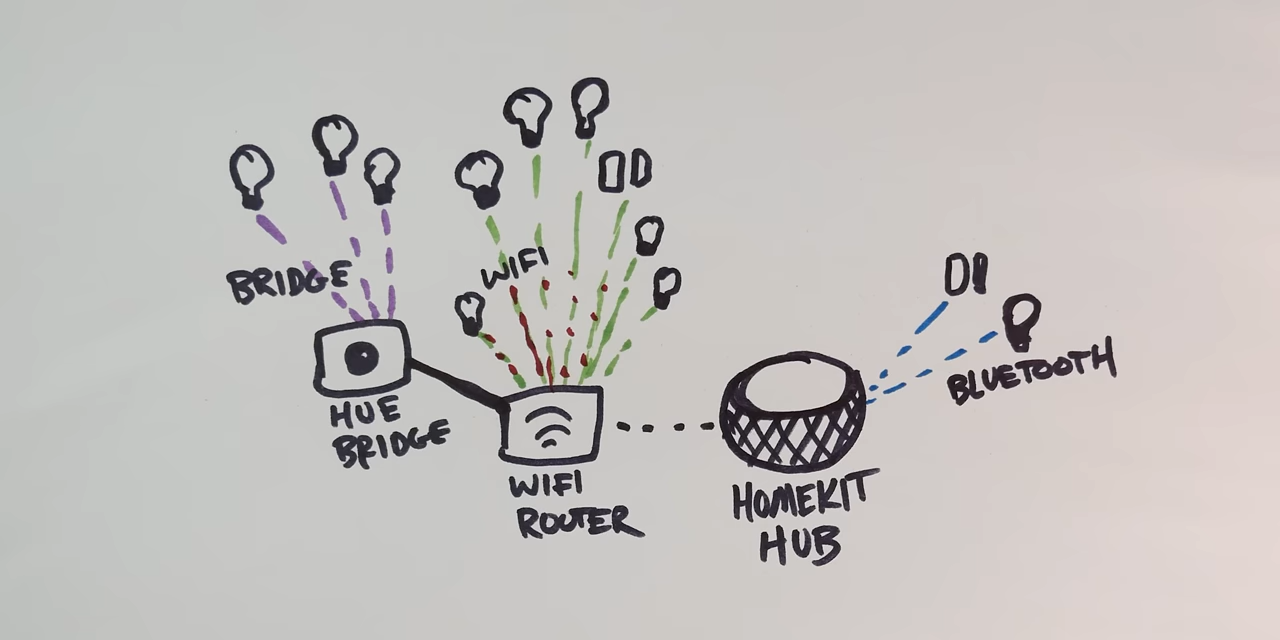 BRIDGE
WIFI
HUE
BRIDGE
WIFI
ROUTER
HOMEKIT
HUB
BLUETOOTH